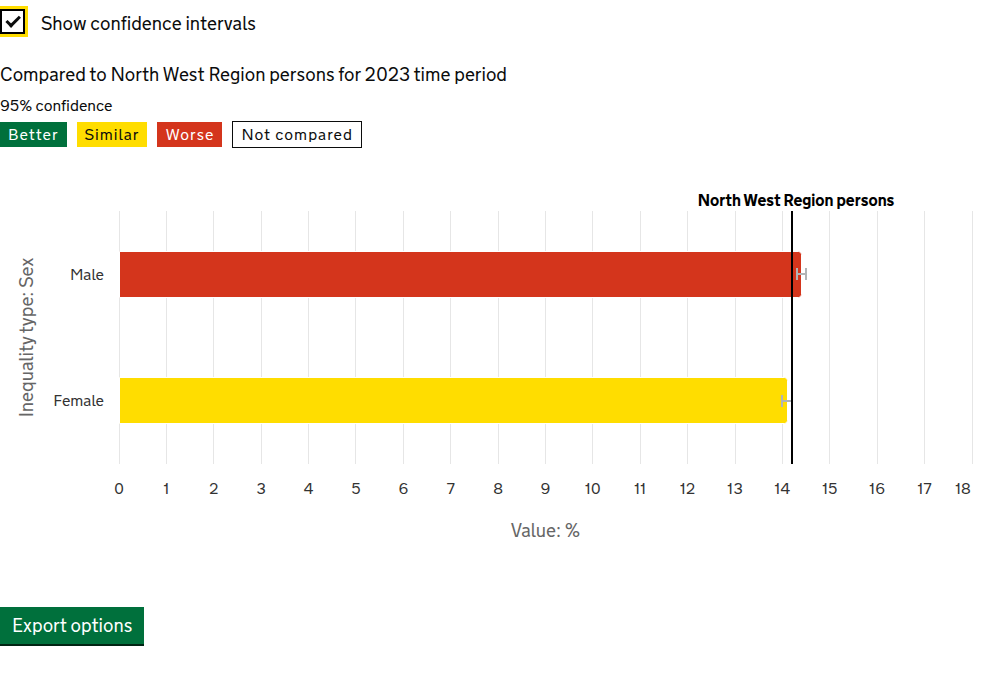 Show confidence intervals
Compared to North West Region persons for 2023 time period
95% confidence
Better Similar Worse Not compared
North West Region persons
Inequality type: Sex
Male
Female
0 1 2 3 4 5 6 7 8 9 10 11 12 13 14 15 16 17 18
Value: %
Export options